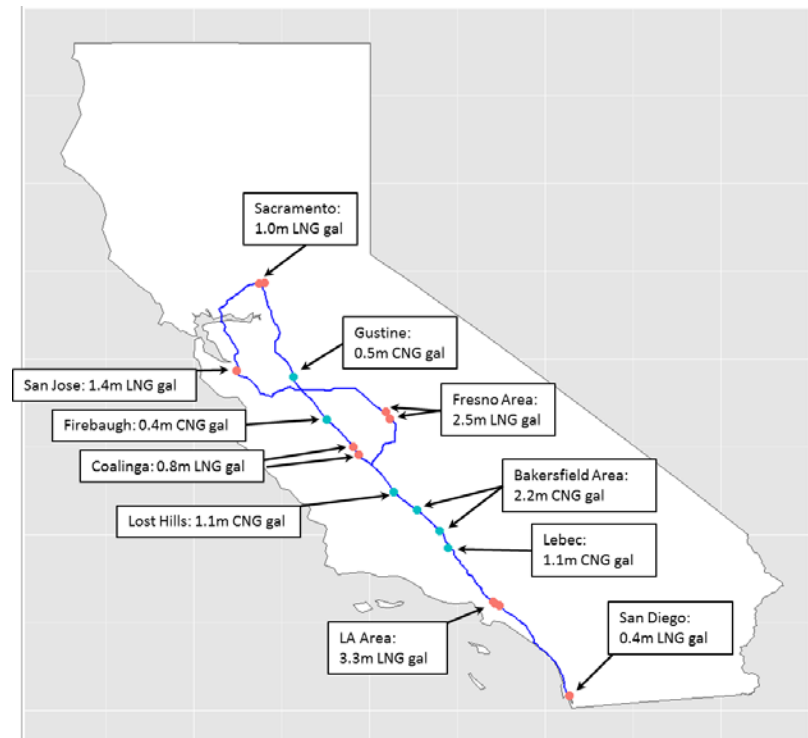 Sacramento:
1.0m LNG gal
Gustine:
0.5m CNG gal
San Jose: 1.4m LNG gal
Fresno Area:
2.5m LNG gal
Firebaugh: 0.4m CNG gal
Coalinga: 0.8m LNG gal
Bakersfield Area:
2.2m CNG gal
Lost Hills: 1.1m CNG gal
Lebec:
1.1m CNG gal
San Diego:
0.4m LNG gal
LA Area:
3.3m LNG gal